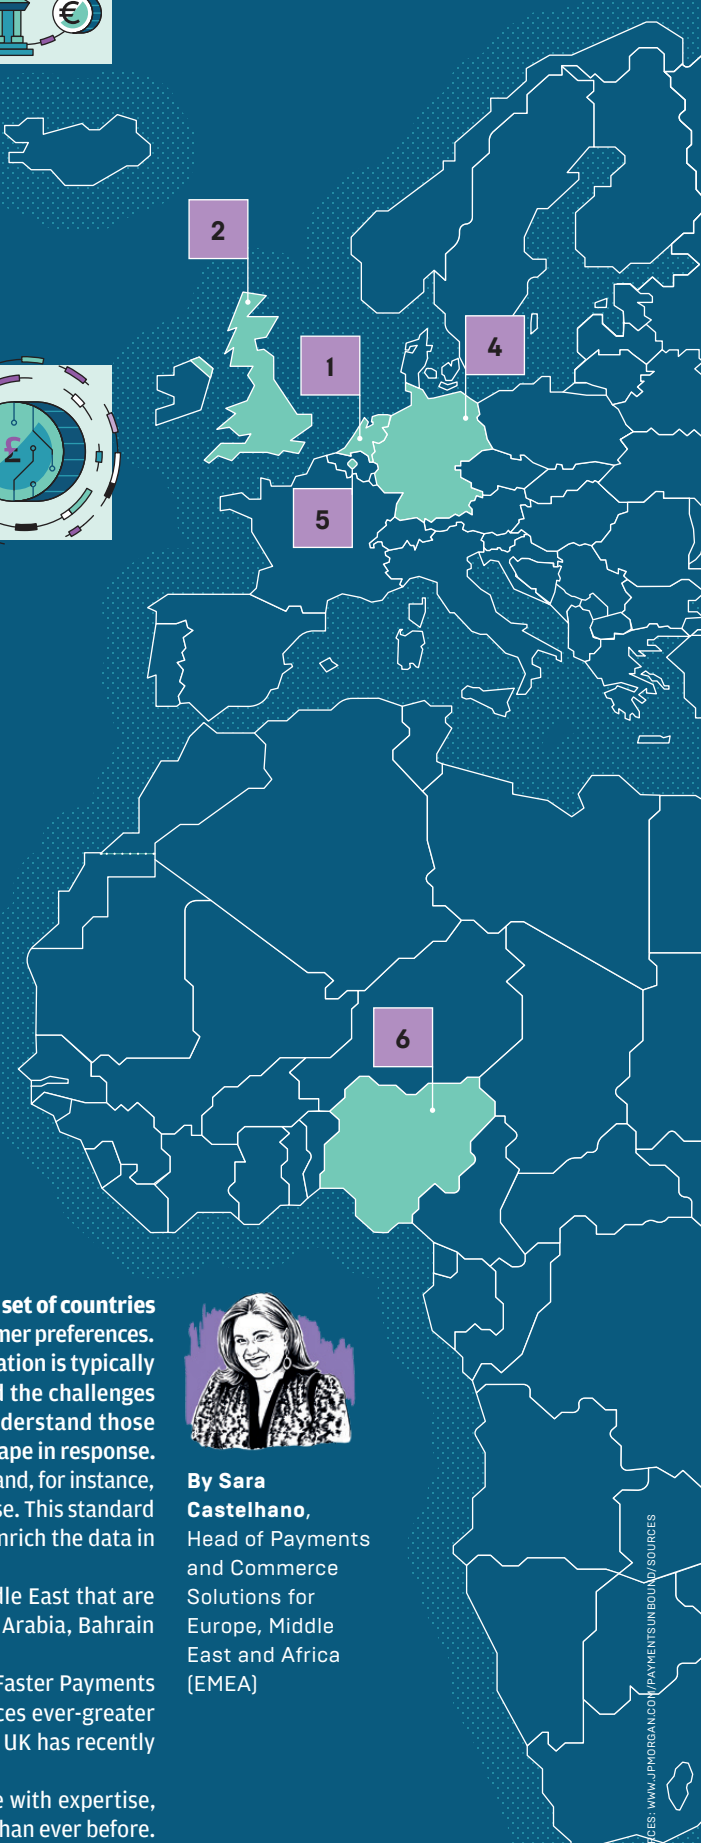 €
2
4
1
£
5
6
set of countries
mer preferences.
ation is typically
d the challenges
derstand those
ape in response.
and, for instance,
se. This standard
nrich the data in
dle East that are
Arabia, Bahrain
Faster Payments
ces ever-greater
UK has recently
e with expertise,
han ever before.
By Sara
Castelhano,
Head of Payments
and Commerce
Solutions for
Europe, Middle
East and Africa
(EMEA)
RCES: WWW.JPMORGAN.COM/PAYMENTSUNBOUND/SOURCES